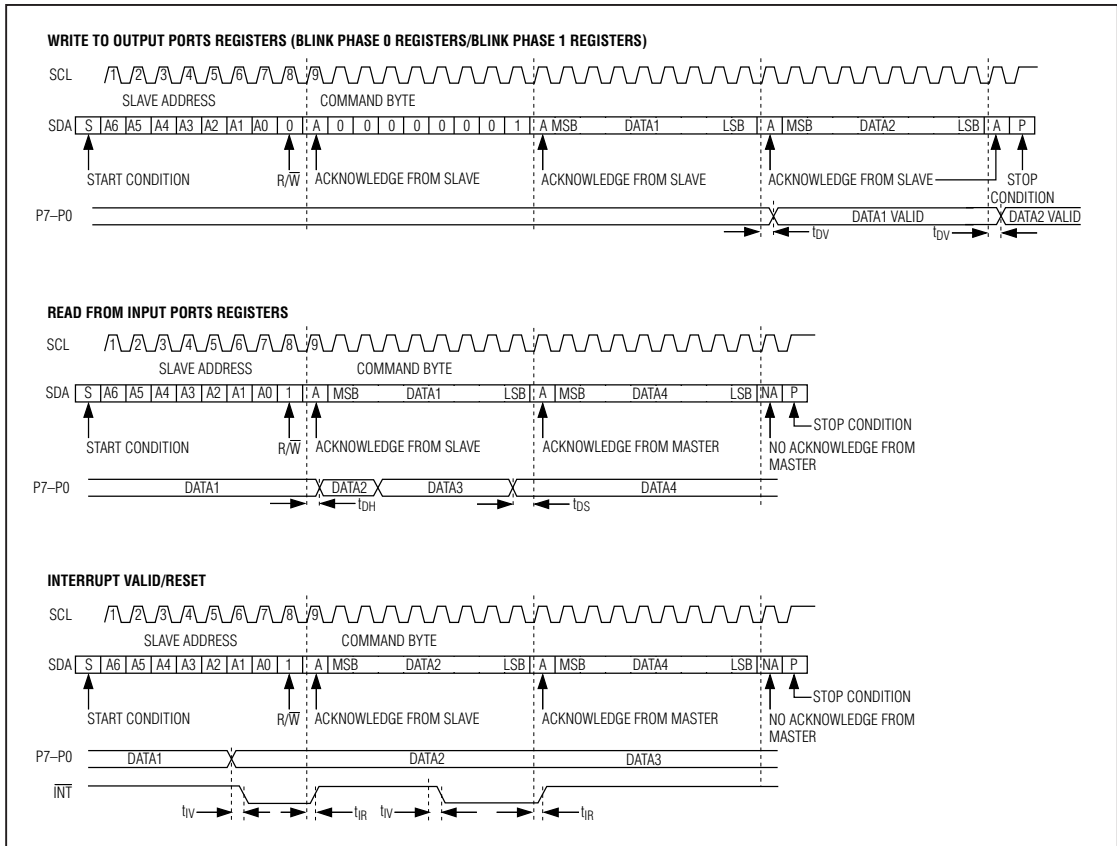 WRITE TO OUTPUT PORTS REGISTERS (BLINK PHASE 0 REGISTERS/BLINK PHASE 1 REGISTERS)
SCL 1 2 3 4 5 6 7 8 9
SLAVE ADDRESS COMMAND BYTE
SDA S A6 A5 A4 A3 A2 A1 A0 0 A 0 0 0 0 0 0 0 1 A MSB DATA1 LSB A MSB DATA2 LSB A P
START CONDITION R/W̅ ACKNOWLEDGE FROM SLAVE ACKNOWLEDGE FROM SLAVE ACKNOWLEDGE FROM SLAVE STOP CONDITION
P7–P0 DATA1 VALID DATA2 VALID
tDV tDV
READ FROM INPUT PORTS REGISTERS
SCL 1 2 3 4 5 6 7 8 9
SLAVE ADDRESS COMMAND BYTE
SDA S A6 A5 A4 A3 A2 A1 A0 1 A MSB DATA1 LSB A MSB DATA4 LSB NA P
STOP CONDITION
START CONDITION R/W̅ ACKNOWLEDGE FROM SLAVE ACKNOWLEDGE FROM MASTER NO ACKNOWLEDGE FROM MASTER
P7–P0 DATA1 DATA2 DATA3 DATA4
tDH tDS
INTERRUPT VALID/RESET
SCL 1 2 3 4 5 6 7 8 9
SLAVE ADDRESS COMMAND BYTE
SDA S A6 A5 A4 A3 A2 A1 A0 1 A MSB DATA2 LSB A MSB DATA4 LSB NA P
STOP CONDITION
START CONDITION R/W̅ ACKNOWLEDGE FROM SLAVE ACKNOWLEDGE FROM MASTER NO ACKNOWLEDGE FROM MASTER
P7–P0 DATA1 DATA2 DATA3
I̅N̅T̅
tIV tIR tIV tIR